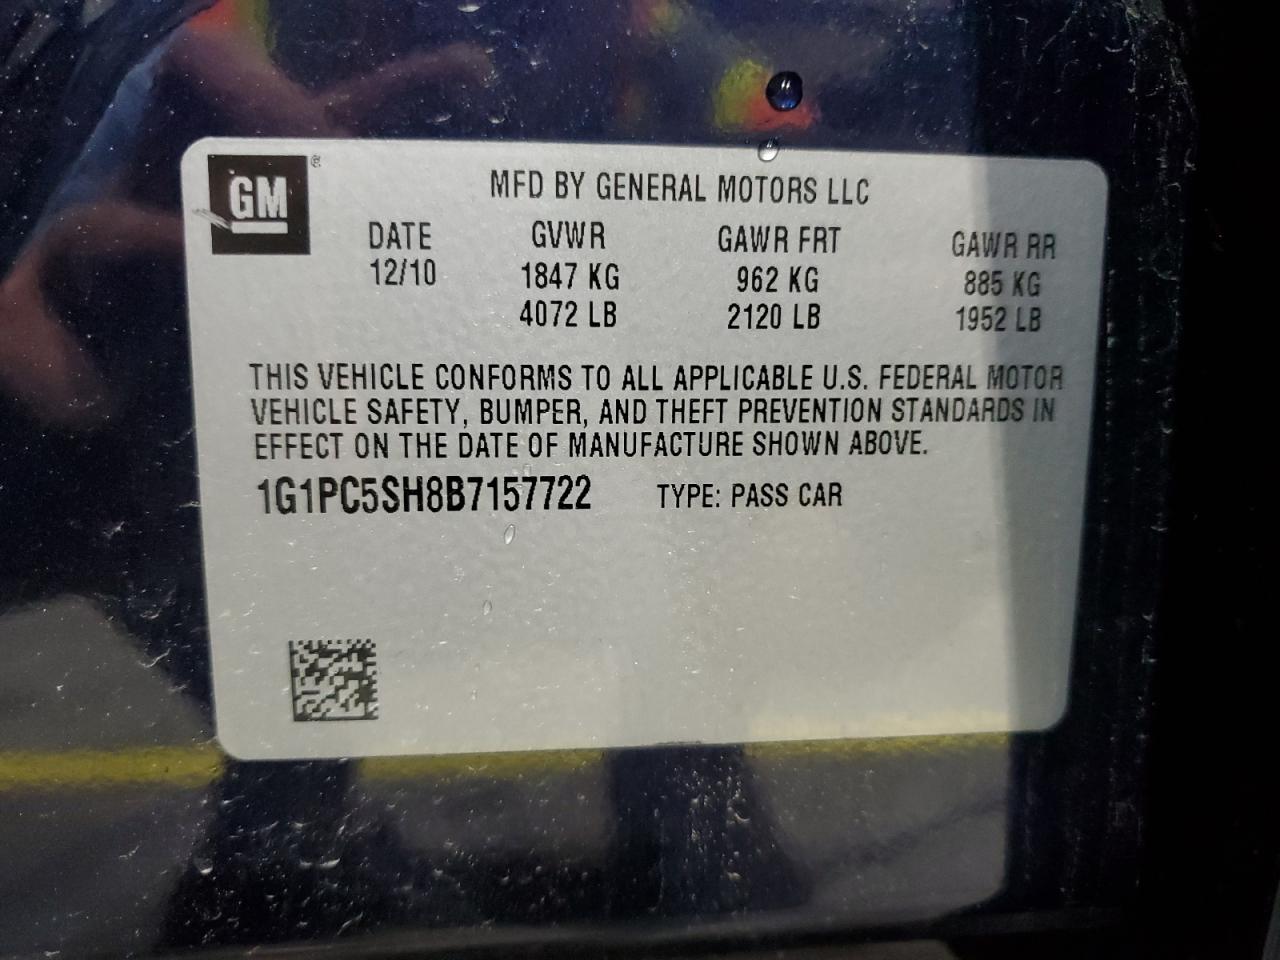 GM ®
MFD BY GENERAL MOTORS LLC
DATE GVWR GAWR FRT GAWR RR
12/10 1847 KG 962 KG 885 KG
4072 LB 2120 LB 1952 LB
THIS VEHICLE CONFORMS TO ALL APPLICABLE U.S. FEDERAL MOTOR
VEHICLE SAFETY, BUMPER, AND THEFT PREVENTION STANDARDS IN
EFFECT ON THE DATE OF MANUFACTURE SHOWN ABOVE.
1G1PC5SH8B7157722 TYPE: PASS CAR